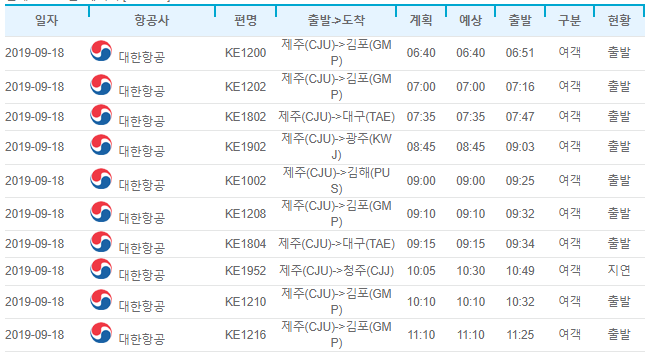 일자 항공사 편명 출발->도착 계획 예상 출발 구분 현황
2019-09-18 대한항공 KE1200 제주(CJU)->김포(GM
P) 06:40 06:40 06:51 여객 출발
2019-09-18 대한항공 KE1202 제주(CJU)->김포(GM
P) 07:00 07:00 07:16 여객 출발
2019-09-18 대한항공 KE1802 제주(CJU)->대구(TAE) 07:35 07:35 07:47 여객 출발
2019-09-18 대한항공 KE1902 제주(CJU)->광주(KW
J) 08:45 08:45 09:03 여객 출발
2019-09-18 대한항공 KE1002 제주(CJU)->김해(PU
S) 09:00 09:00 09:25 여객 출발
2019-09-18 대한항공 KE1208 제주(CJU)->김포(GM
P) 09:10 09:10 09:32 여객 출발
2019-09-18 대한항공 KE1804 제주(CJU)->대구(TAE) 09:15 09:15 09:34 여객 출발
2019-09-18 대한항공 KE1952 제주(CJU)->청주(CJJ) 10:05 10:30 10:49 여객 지연
2019-09-18 대한항공 KE1210 제주(CJU)->김포(GM
P) 10:10 10:10 10:32 여객 출발
2019-09-18 대한항공 KE1216 제주(CJU)->김포(GM
P) 11:10 11:10 11:25 여객 출발